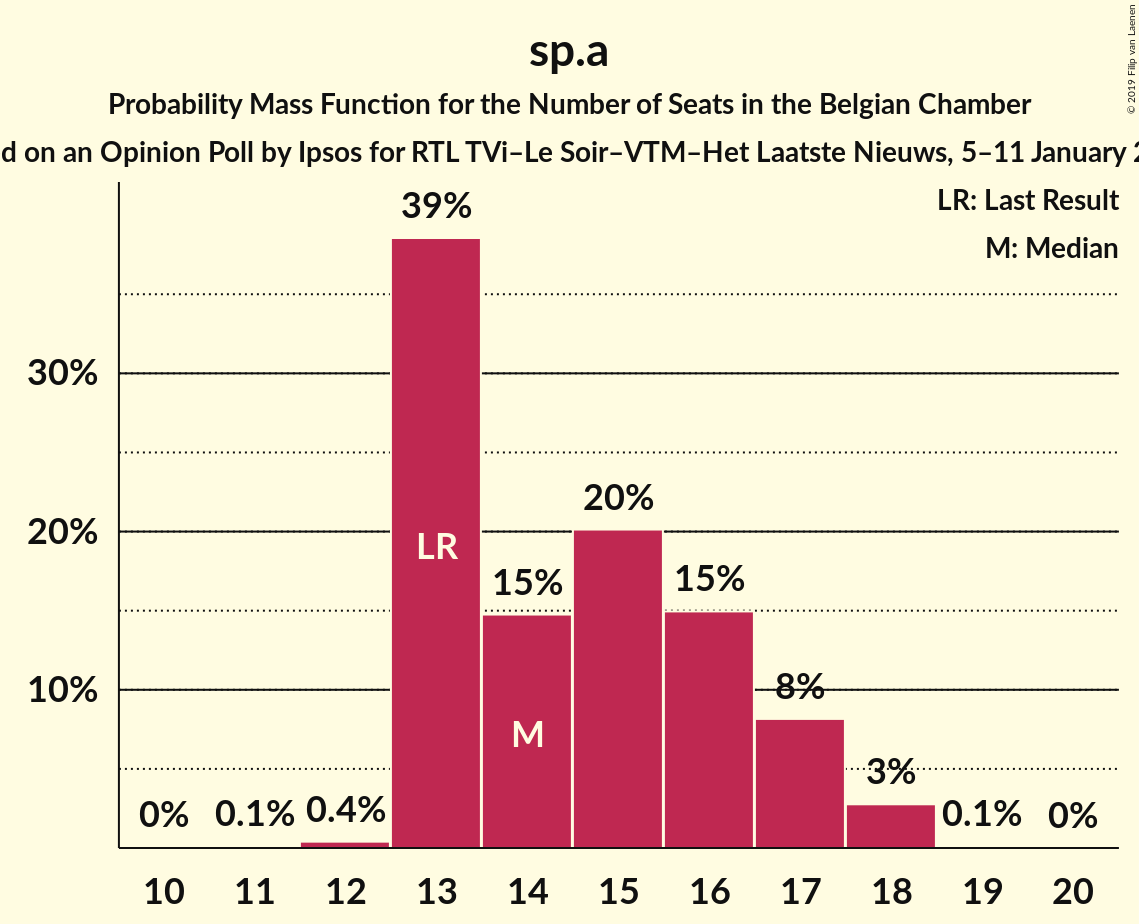 sp.a
Probability Mass Function for the Number of Seats in the Belgian Chamber
d on an Opinion Poll by Ipsos for RTL TVi–Le Soir–VTM–Het Laatste Nieuws, 5–11 January 2
© 2019 Filip van Laenen
LR: Last Result
M: Median
39%
30%
20%
LR
20%
15%
15%
10%
8%
M
3%
0%
0.1%
0.4%
0.1%
0%
10 11 12 13 14 15 16 17 18 19 20